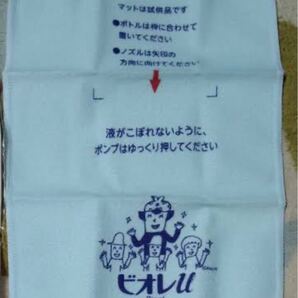 マットは試供品です
●ボトルは枠に合わせて
置いてください
●ノズルは矢印の
方向に向けてください
液がこぼれないように、
ポンプはゆっくり押してください
ビオレu